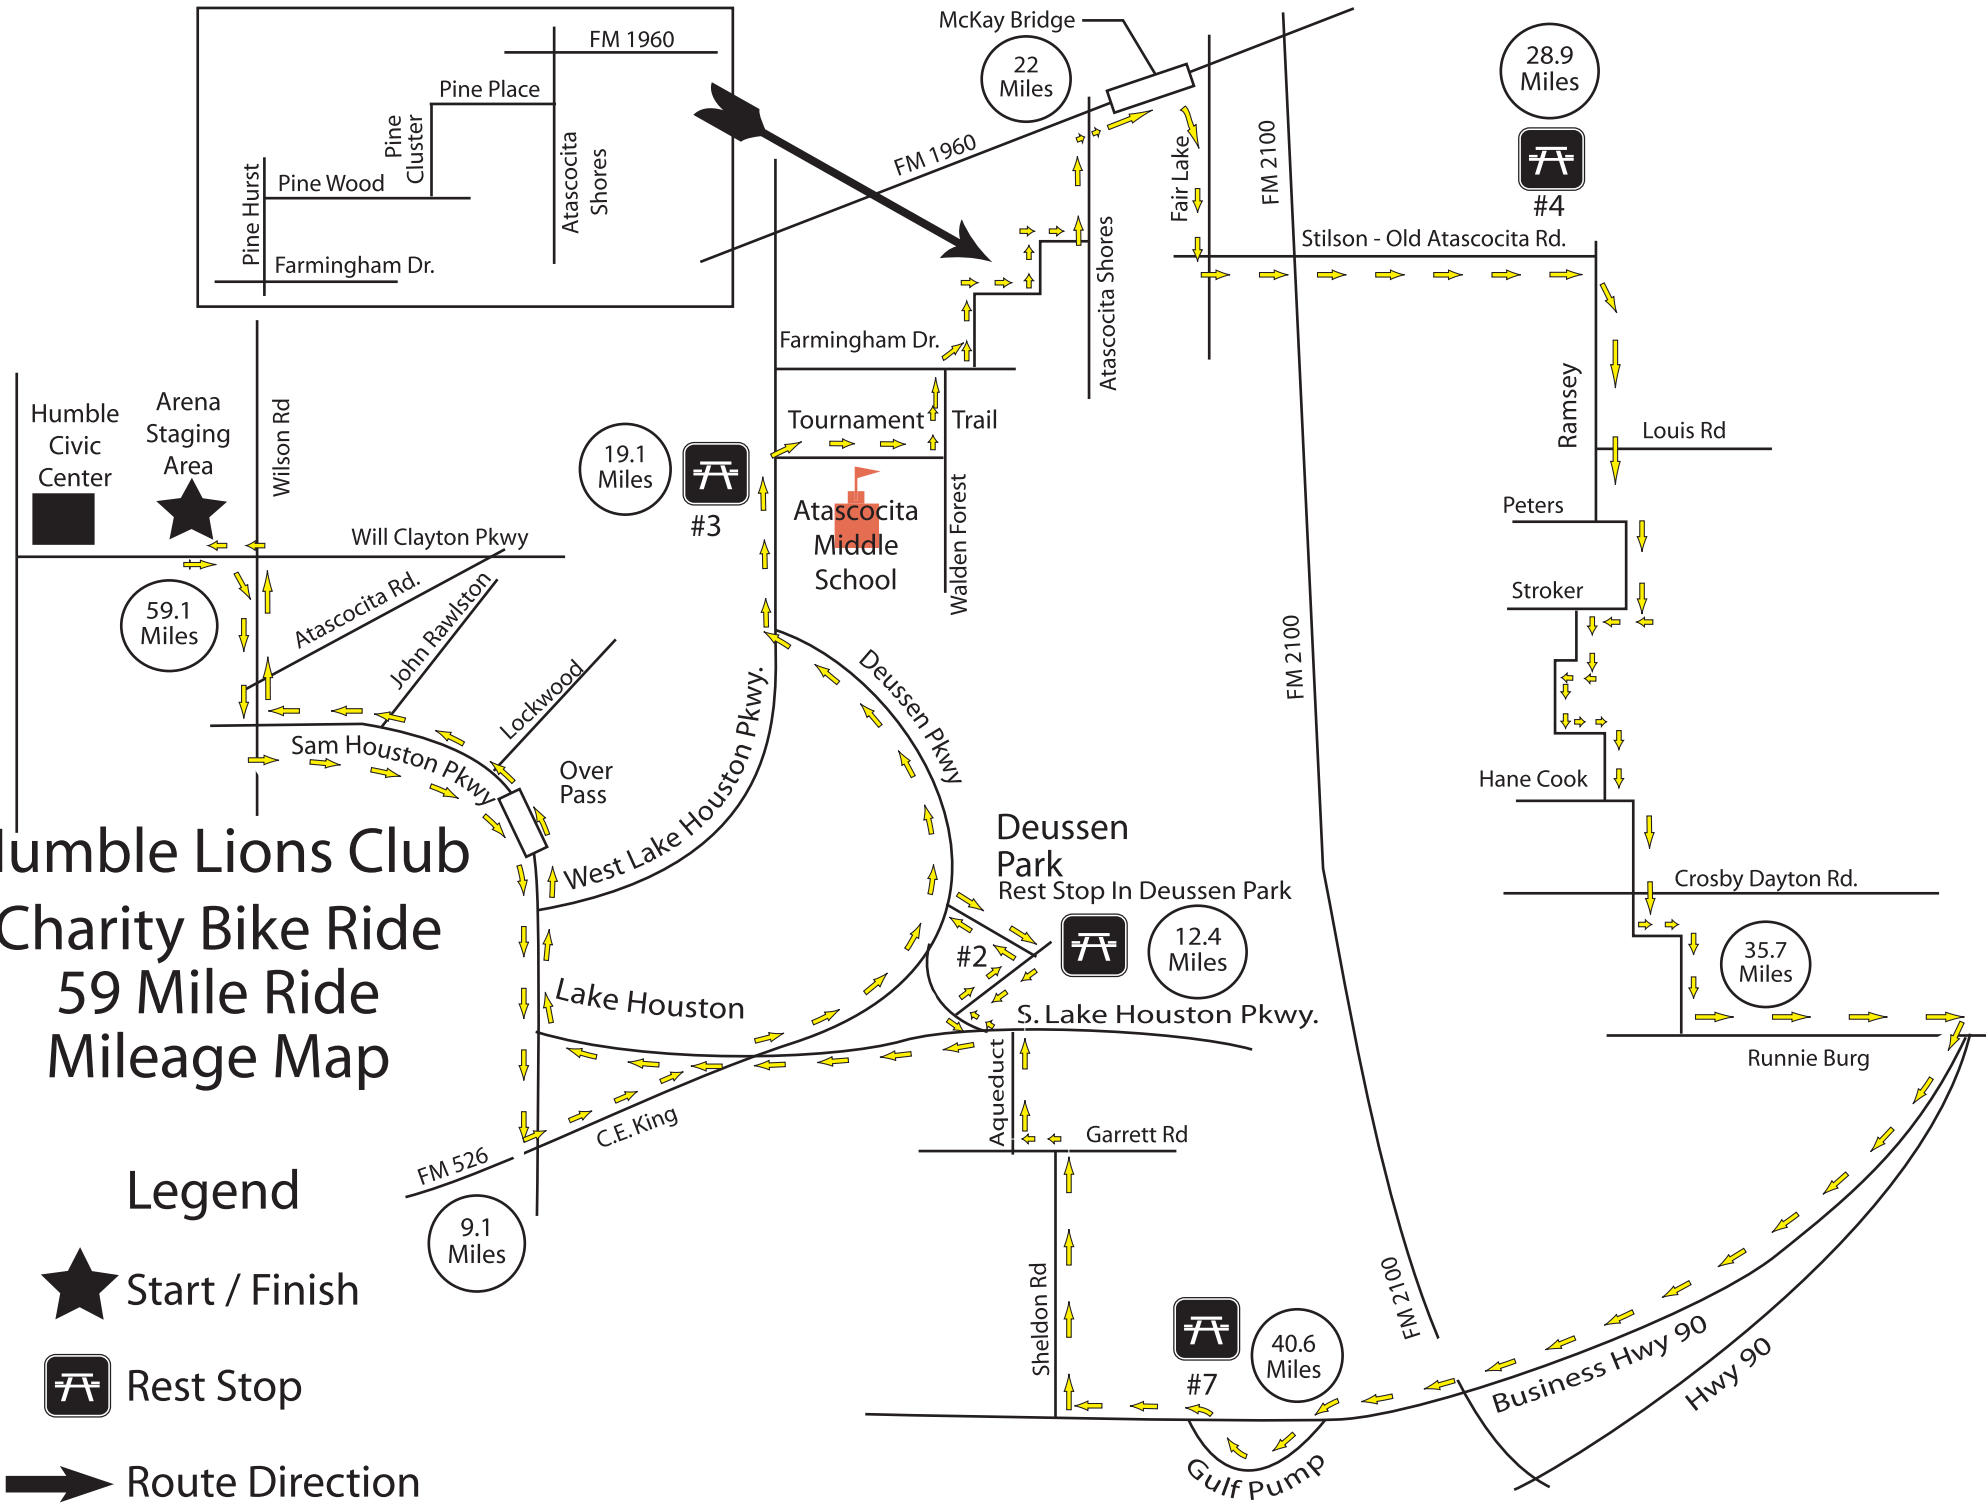 FM 1960
Pine Place
Pine
Cluster
Atascocita
Shores
Pine Hurst
Pine Wood
Farmingham Dr.
McKay Bridge
22
Miles
FM 1960
Fair Lake
FM 2100
28.9
Miles
#4
Stilson - Old Atascocita Rd.
Atascocita Shores
Farmingham Dr.
Humble
Civic
Center
Arena
Staging
Area
Wilson Rd
Will Clayton Pkwy
59.1
Miles
Atascocita Rd.
John Rawlston
Lockwood
Sam Houston Pkwy
Over
Pass
19.1
Miles
#3
Tournament Trail
Atascocita
Middle
School
Walden Forest
Ramsey
Louis Rd
Peters
Stroker
Hane Cook
Crosby Dayton Rd.
35.7
Miles
Runnie Burg
FM 2100
West Lake Houston Pkwy.
Deussen Pkwy
Deussen
Park
Rest Stop In Deussen Park
#2
12.4
Miles
S. Lake Houston Pkwy.
Lake Houston
Aqueduct
Garrett Rd
C.E. King
FM 526
9.1
Miles
Sheldon Rd
#7
40.6
Miles
FM 2100
Business Hwy 90
Hwy 90
Gulf Pump
umble Lions Club
Charity Bike Ride
59 Mile Ride
Mileage Map
Legend
Start / Finish
Rest Stop
Route Direction